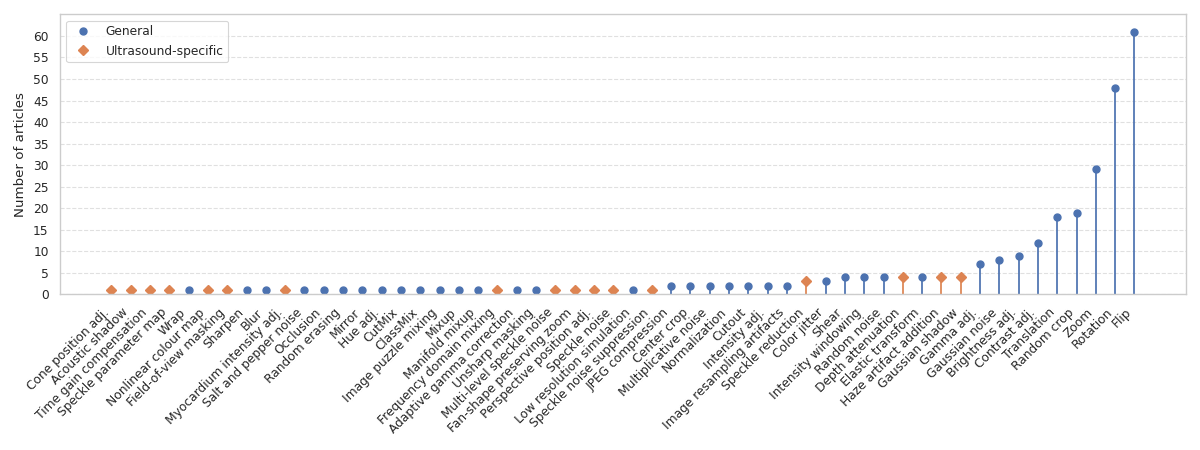 General
Ultrasound-specific
Number of articles
60
55
50
45
40
35
30
25
20
15
10
5
0
Cone position adj.
Acoustic shadow
Time gain compensation
Speckle parameter map
Wrap
Nonlinear colour map
Field-of-view masking
Sharpen
Blur
Myocardium intensity adj.
Salt and pepper noise
Occlusion
Random erasing
Mirror
Hue adj.
CutMix
ClassMix
Image puzzle mixing
Mixup
Manifold mixup
Frequency domain mixing
Adaptive gamma correction
Unsharp masking
Multi-level speckle noise
Fan-shape preserving zoom
Perspective position adj.
Speckle noise
Low resolution simulation
Speckle noise suppression
JPEG compression
Center crop
Multiplicative noise
Normalization
Cutout
Intensity adj.
Image resampling artifacts
Speckle reduction
Color jitter
Shear
Intensity windowing
Random noise
Depth attenuation
Elastic transform
Haze artifact addition
Gaussian shadow
Gamma adj.
Gaussian noise
Brightness adj.
Contrast adj.
Translation
Random crop
Zoom
Rotation
Flip